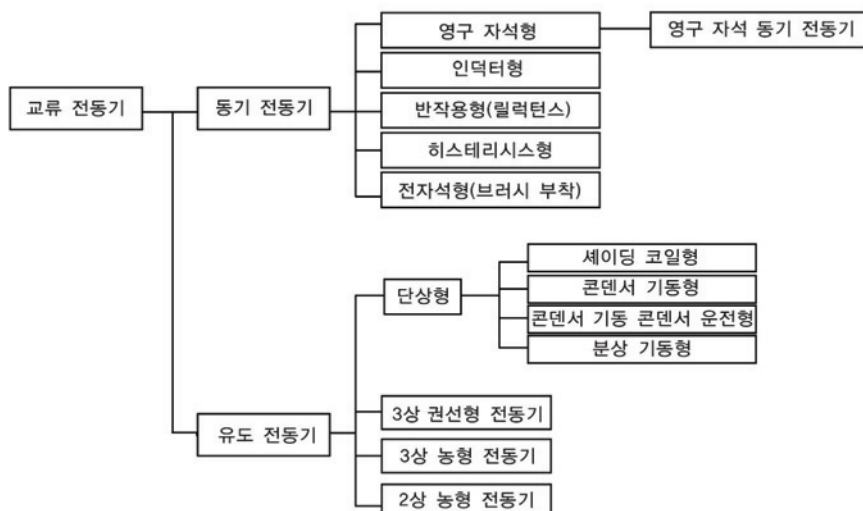 영구 자석형
영구 자석 동기 전동기
인덕터형
교류 전동기
동기 전동기
반작용형(릴럭턴스)
히스테리시스형
전자석형(브러시 부착)
셰이딩 코일형
단상형
콘덴서 기동형
콘덴서 기동 콘덴서 운전형
분상 기동형
3상 권선형 전동기
유도 전동기
3상 농형 전동기
2상 농형 전동기